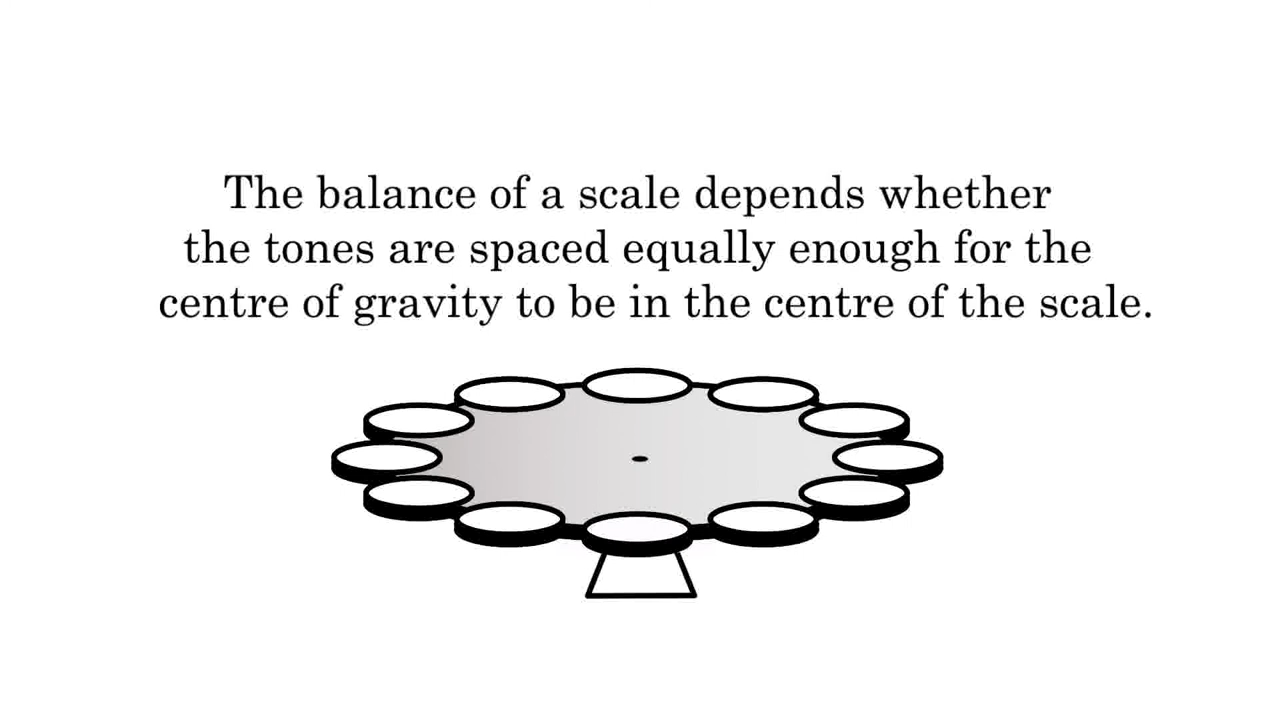 The balance of a scale depends whether
the tones are spaced equally enough for the
centre of gravity to be in the centre of the scale.